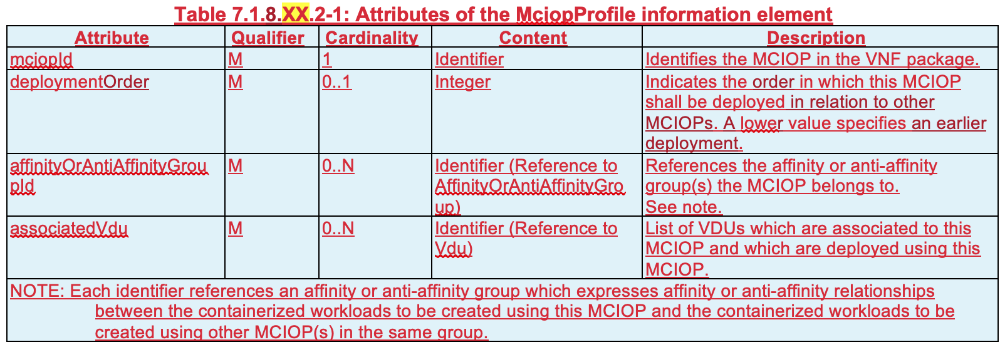 Table 7.1.8.XX.2-1: Attributes of the MciopProfile information element
Attribute Qualifier Cardinality Content Description
mciopId M 1 Identifier Identifies the MCIOP in the VNF package.
deploymentOrder M 0..1 Integer Indicates the order in which this MCIOP
shall be deployed in relation to other
MCIOPs. A lower value specifies an earlier
deployment.
affinityOrAntiAffinityGrou M 0..N Identifier (Reference to References the affinity or anti-affinity
pId AffinityOrAntiAffinityGro group(s) the MCIOP belongs to.
up) See note.
associatedVdu M 0..N Identifier (Reference to List of VDUs which are associated to this
Vdu) MCIOP and which are deployed using this
MCIOP.
NOTE: Each identifier references an affinity or anti-affinity group which expresses affinity or anti-affinity relationships
between the containerized workloads to be created using this MCIOP and the containerized workloads to be
created using other MCIOP(s) in the same group.